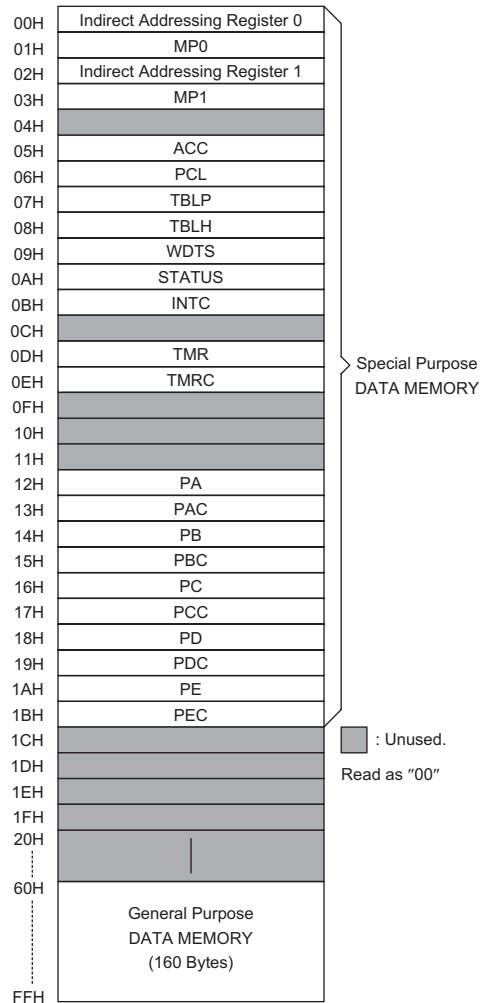 00H Indirect Addressing Register 0
01H MP0
02H Indirect Addressing Register 1
03H MP1
04H
05H ACC
06H PCL
07H TBLP
08H TBLH
09H WDTS
0AH STATUS
0BH INTC
0CH
0DH TMR
0EH TMRC
Special Purpose
DATA MEMORY
0FH
10H
11H
12H PA
13H PAC
14H PB
15H PBC
16H PC
17H PCC
18H PD
19H PDC
1AH PE
1BH PEC
1CH
: Unused.
1DH
Read as "00"
1EH
1FH
20H
60H
General Purpose
DATA MEMORY
(160 Bytes)
FFH